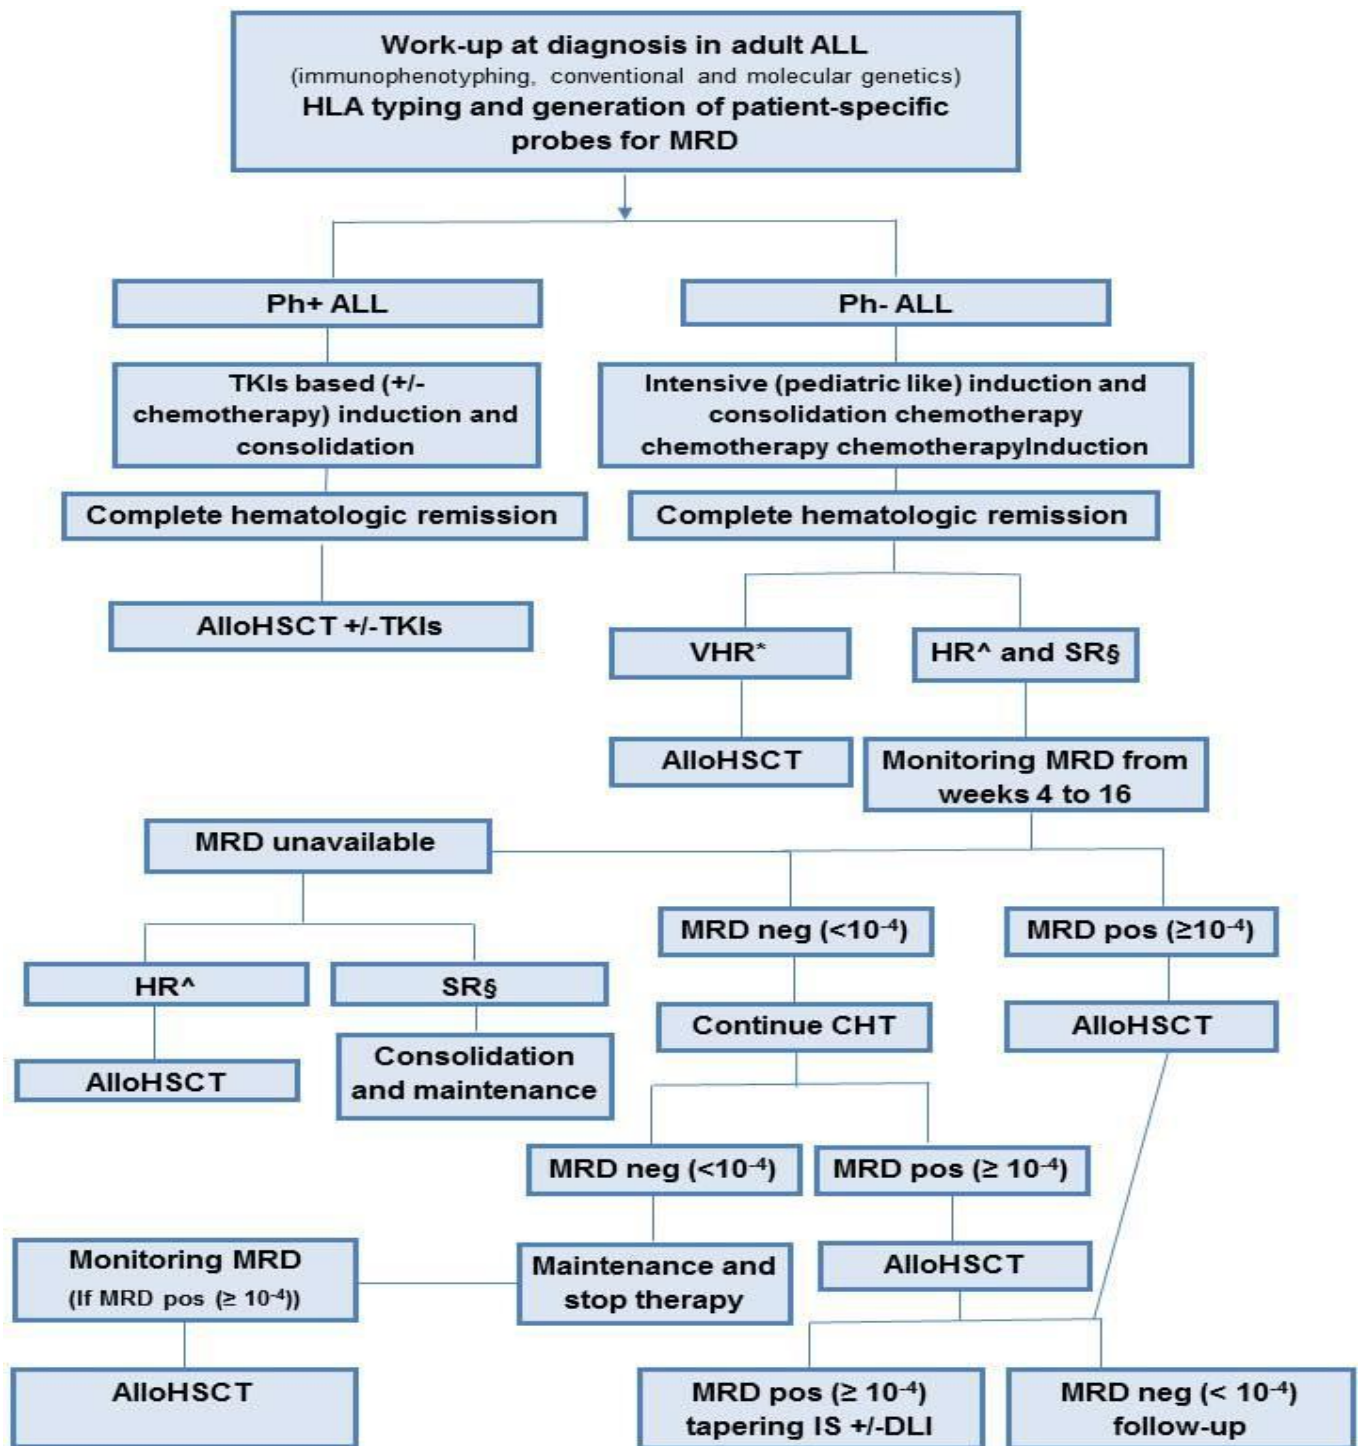 Work-up at diagnosis in adult ALL
(immunophenotyphing, conventional and molecular genetics)
HLA typing and generation of patient-specific
probes for MRD
Ph+ ALL
Ph- ALL
TKIs based (+/-
chemotherapy) induction and
consolidation
Intensive (pediatric like) induction and
consolidation chemotherapy
chemotherapy chemotherapyInduction
Complete hematologic remission
Complete hematologic remission
AlloHSCT +/-TKIs
VHR*
HR^ and SR§
AlloHSCT
Monitoring MRD from
weeks 4 to 16
MRD unavailable
MRD neg (<10⁻⁴)
MRD pos (≥10⁻⁴)
HR^
SR§
Continue CHT
AlloHSCT
AlloHSCT
Consolidation
and maintenance
MRD neg (<10⁻⁴)
MRD pos (≥ 10⁻⁴)
Monitoring MRD
(If MRD pos (≥ 10⁻⁴))
Maintenance and
stop therapy
AlloHSCT
AlloHSCT
MRD pos (≥ 10⁻⁴)
tapering IS +/-DLI
MRD neg (< 10⁻⁴)
follow-up